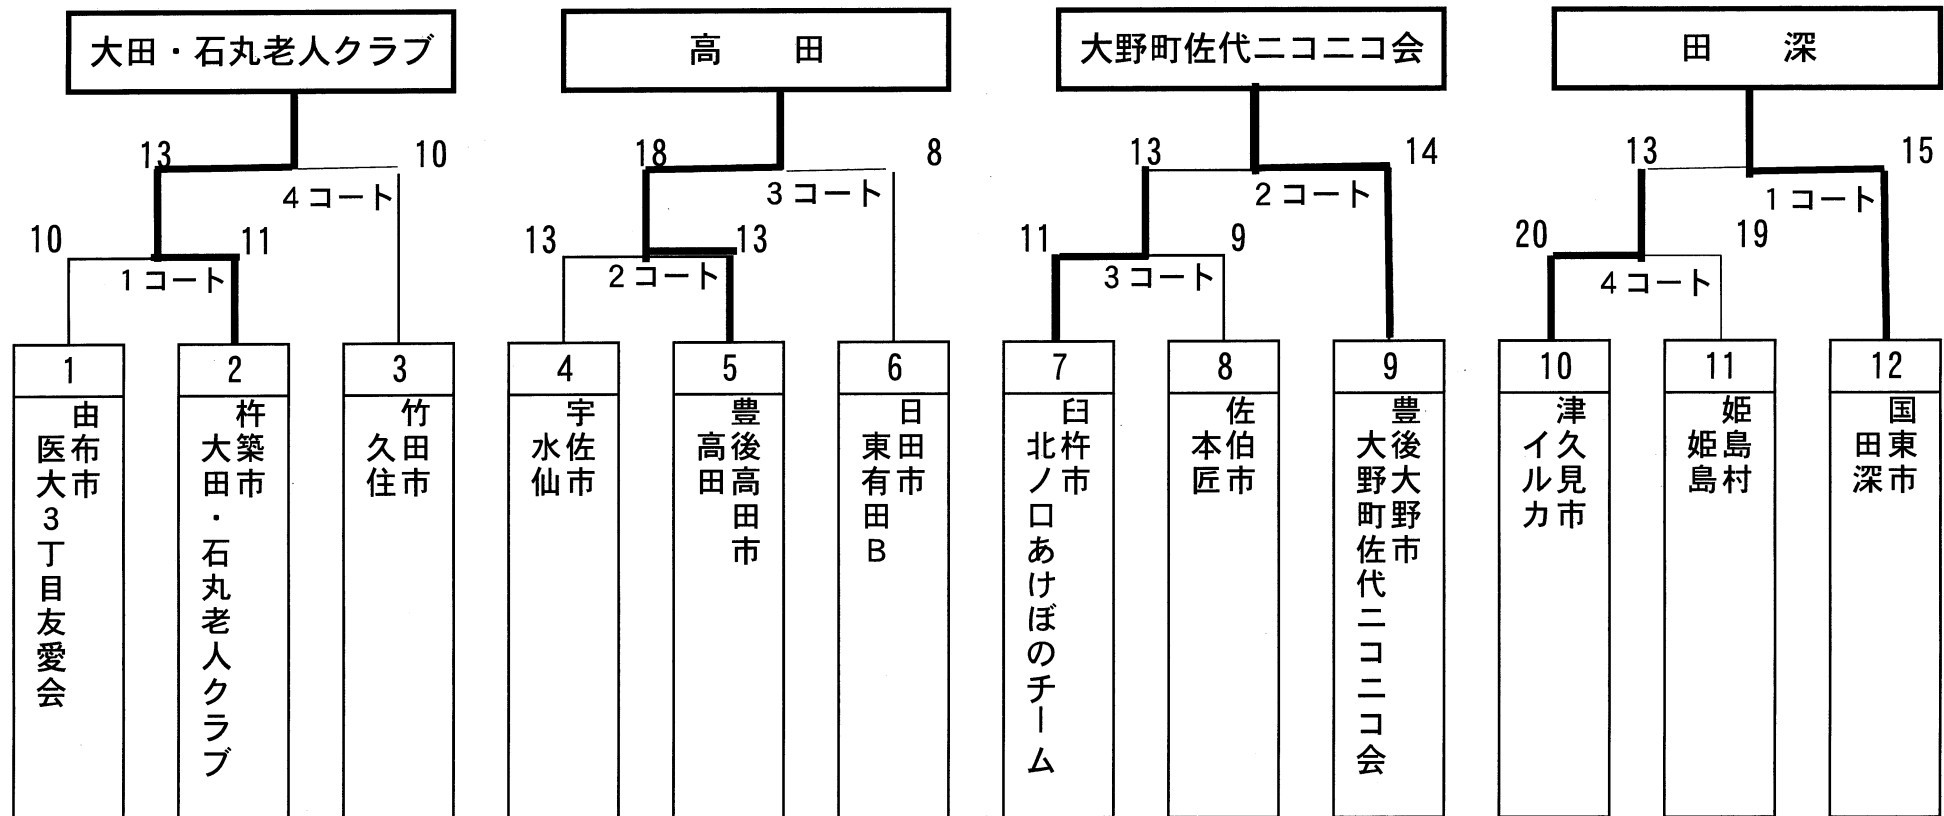 大田・石丸老人クラブ
高　田
大野町佐代ニコニコ会
田　深
13
10
18
8
13
14
13
15
4コート
3コート
2コート
1コート
10
11
13
13
11
9
20
19
1コート
2コート
3コート
4コート
1
2
3
4
5
6
7
8
9
10
11
12
由布市
医大3丁目友愛会
杵築市
大田・石丸老人クラブ
竹田市
久住
宇佐市
水仙
豊後高田市
高田
日田市
東有田B
臼杵市
北ノ口あけぼのチーム
佐伯市
本匠
豊後大野市
大野町佐代ニコニコ会
津久見市
イルカ
姫島村
姫島
国東市
田深